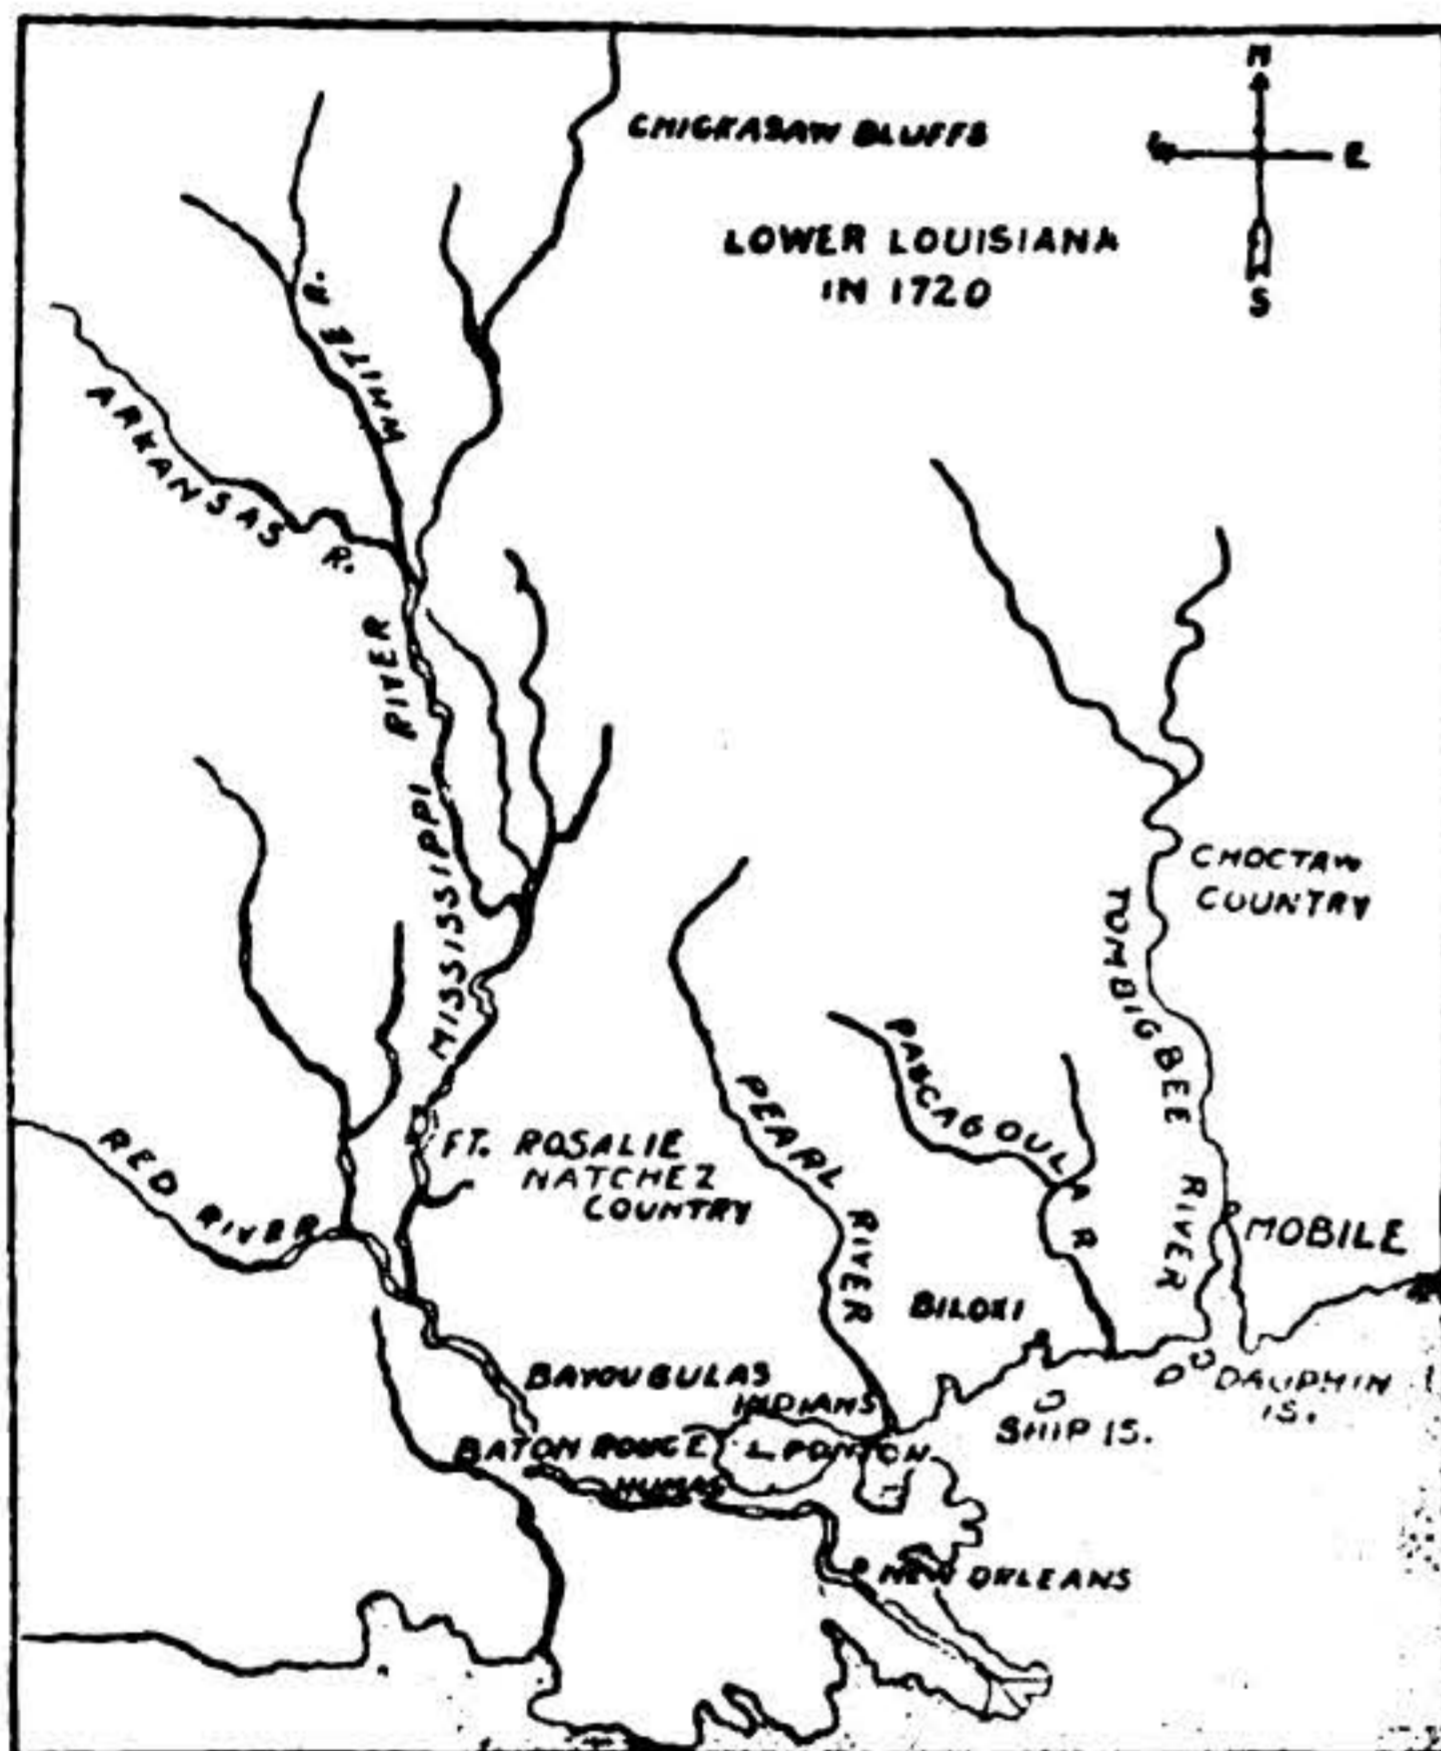 N
CHICKASAW BLUFFS
W E
LOWER LOUISIANA
IN 1720
S
WHITE R.
ARKANSAS R.
MISSISSIPPI RIVER
CHOCTAW
COUNTRY
TOMBIGBEE RIVER
PASCAGOULA R
PEARL RIVER
RED RIVER
FT. ROSALIE
NATCHEZ
COUNTRY
MOBILE
BILOXI
BAYOUGULAS
INDIANS
DAUPHIN
IS.
SHIP IS.
BATON ROUGE
L PONTON
HUMAS
NEW ORLEANS